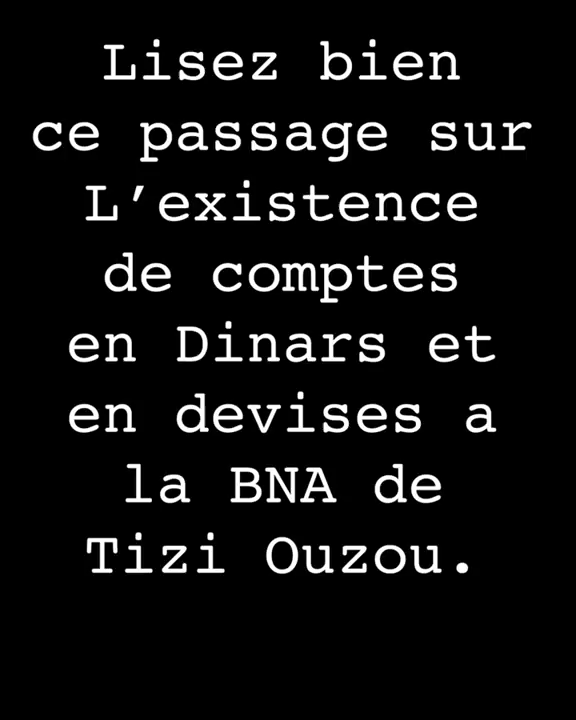 Lisez bien
ce passage sur
L’existence
de comptes
en Dinars et
en devises a
la BNA de
Tizi Ouzou.